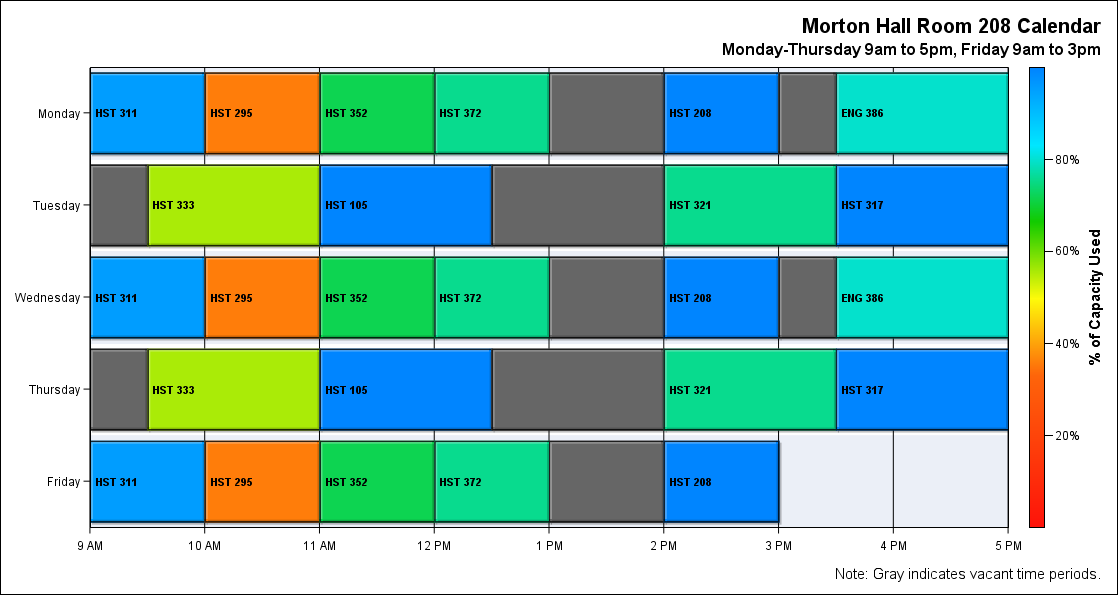 Morton Hall Room 208 Calendar
Monday-Thursday 9am to 5pm, Friday 9am to 3pm
Monday HST 311 HST 295 HST 352 HST 372 HST 208 ENG 386
Tuesday HST 333 HST 105 HST 321 HST 317
Wednesday HST 311 HST 295 HST 352 HST 372 HST 208 ENG 386
Thursday HST 333 HST 105 HST 321 HST 317
Friday HST 311 HST 295 HST 352 HST 372 HST 208
9 AM 10 AM 11 AM 12 PM 1 PM 2 PM 3 PM 4 PM 5 PM
80%
60%
40%
20%
% of Capacity Used
Note: Gray indicates vacant time periods.